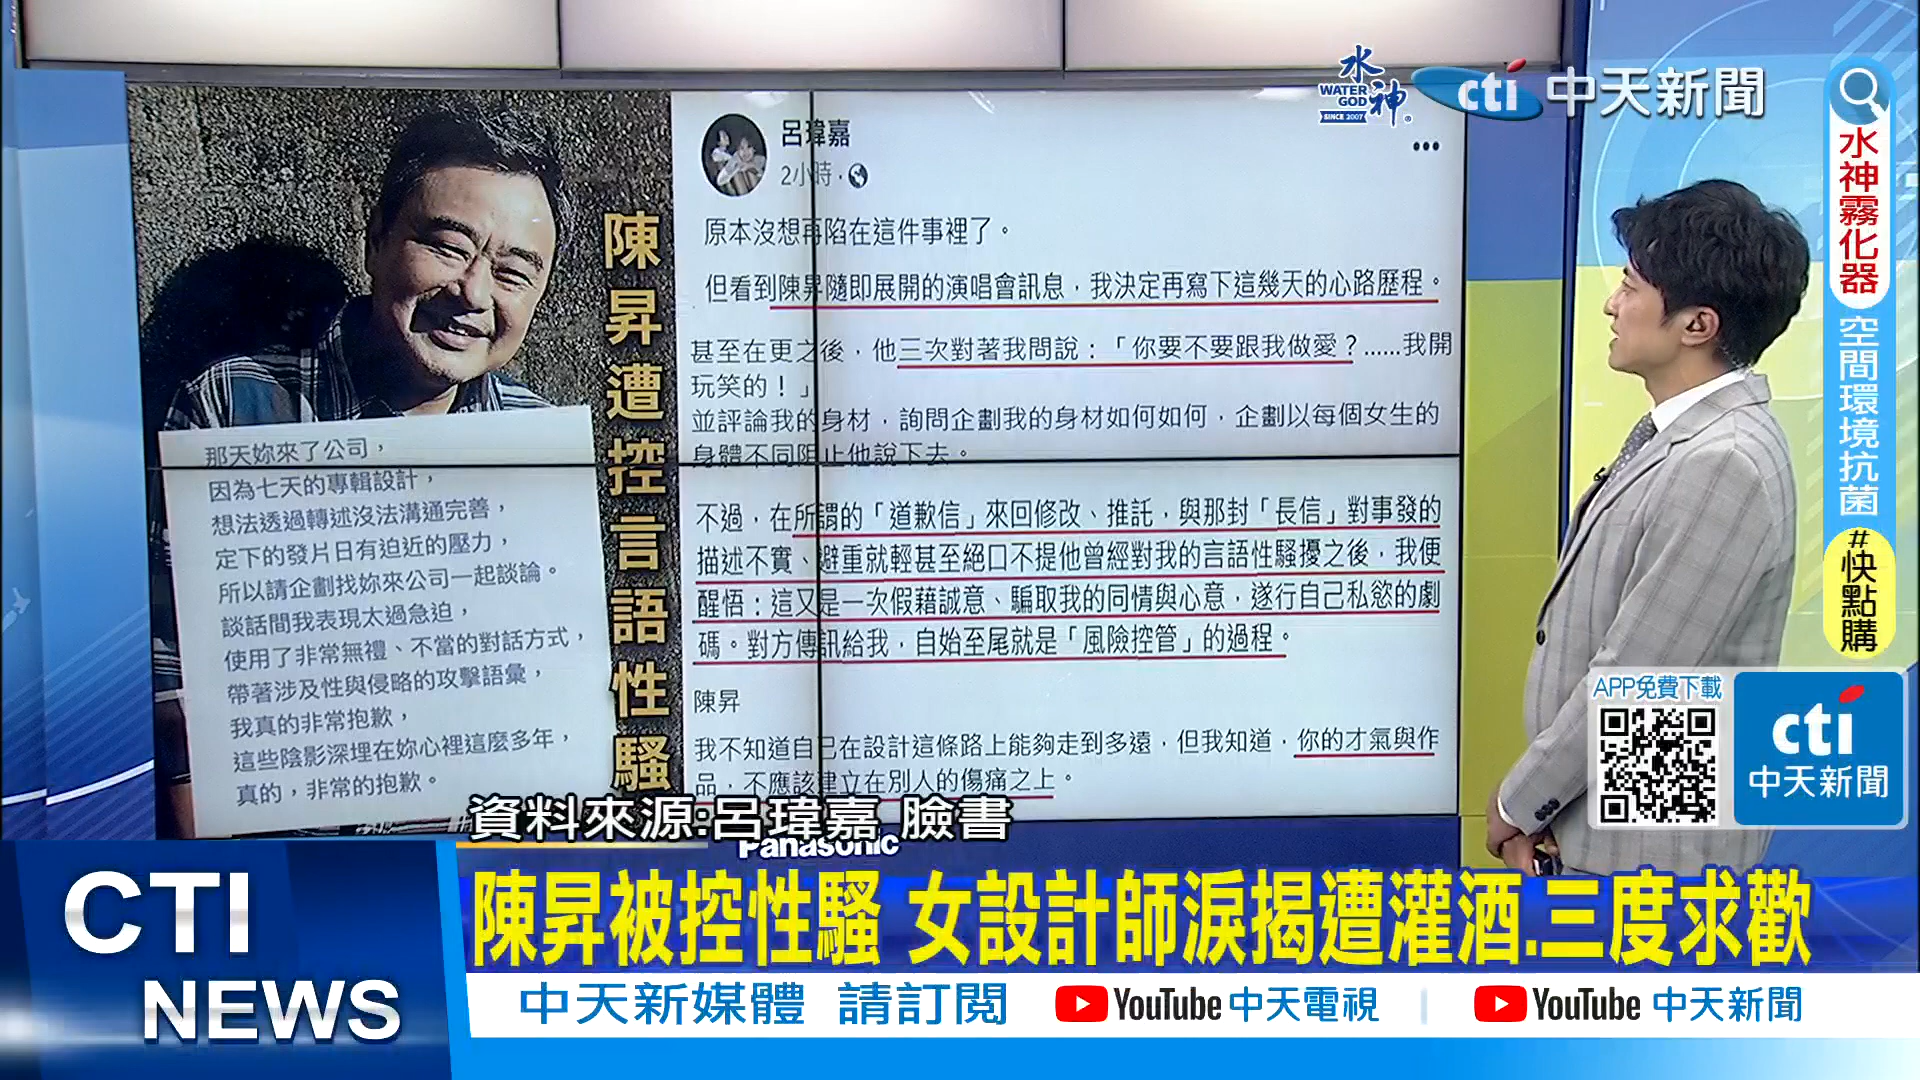 水神
WATER GOD
SINCE 2007
cti 中天新聞
呂瑋嘉
2小時
原本沒想再陷在這件事裡了。
但看到陳昇隨即展開的演唱會訊息，我決定再寫下這幾天的心路歷程。
甚至在更之後，他三次對著我問說：「你要不要跟我做愛？......我開
玩笑的！」
並評論我的身材，詢問企劃我的身材如何如何，企劃以每個女生的
身體不同阻止他說下去。
不過，在所謂的「道歉信」來回修改、推託，與那封「長信」對事發的
描述不實、避重就輕甚至絕口不提他曾經對我的言語性騷擾之後，我便
醒悟：這又是一次假藉誠意、騙取我的同情與心意，遂行自己私慾的劇
碼。對方傳訊給我，自始至尾就是「風險控管」的過程。
陳昇
我不知道自己在設計這條路上能夠走到多遠，但我知道，你的才氣與作
品，不應該建立在別人的傷痛之上。
陳昇遭控言語性騷
那天妳來了公司，
因為七天的專輯設計，
想法透過轉述沒法溝通完善，
定下的發片日有迫近的壓力，
所以請企劃找妳來公司一起談論。
談話間我表現太過急迫，
使用了非常無禮、不當的對話方式，
帶著涉及性與侵略的攻擊語彙，
我真的非常抱歉，
這些陰影深埋在妳心裡這麼多年，
真的，非常的抱歉。
水神霧化器
空間環境抗菌
#快點購
APP免費下載
cti
中天新聞
資料來源:呂瑋嘉 臉書
Panasonic
陳昇被控性騷 女設計師淚揭遭灌酒.三度求歡
CTI
NEWS
中天新媒體 請訂閱 YouTube 中天電視 | YouTube 中天新聞